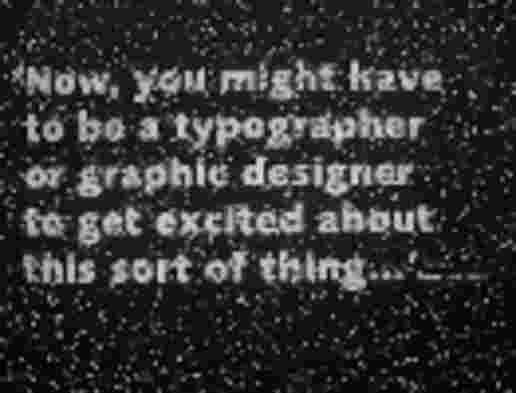 'Now, you might have
to be a typographer
or graphic designer
to get excited about
this sort of thing...'